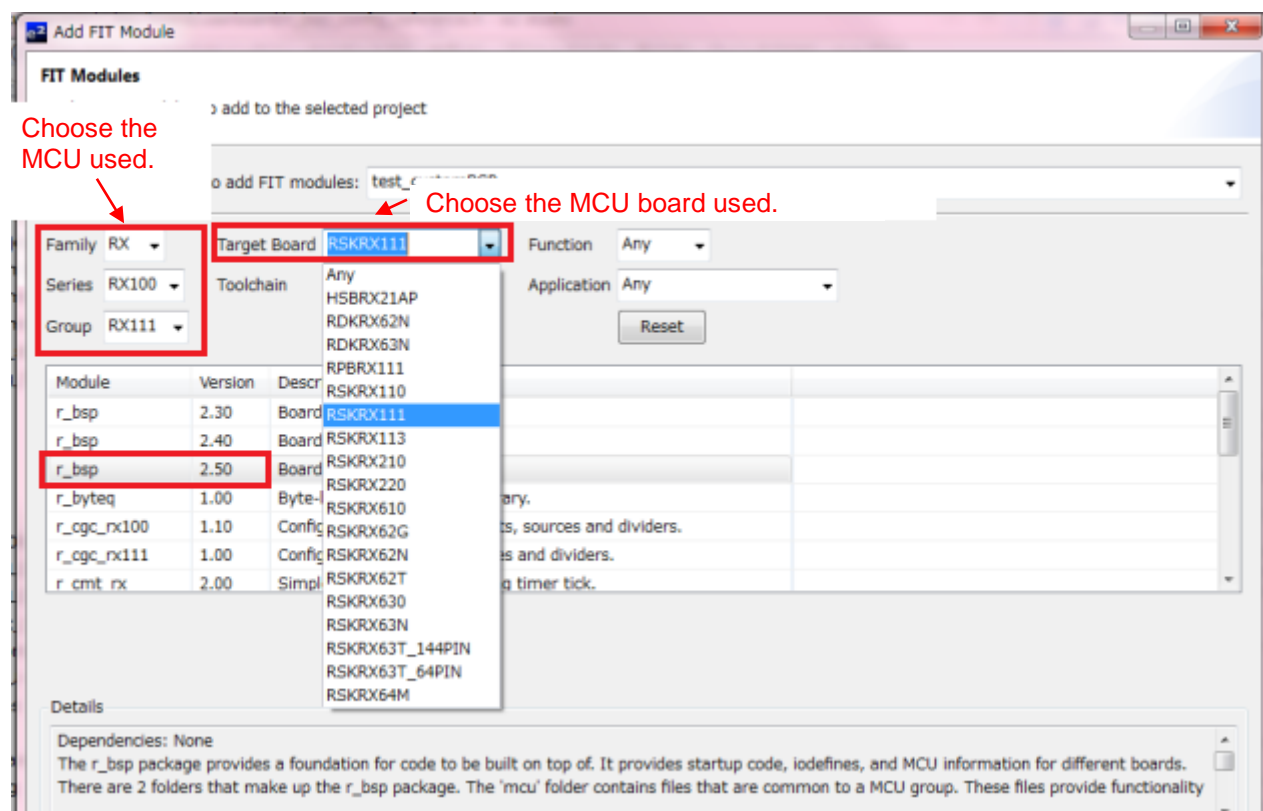 Add FIT Module
FIT Modules
add to the selected project
Choose the
MCU used.
o add FIT modules: test_
Choose the MCU board used.
Family RX Target Board RSKRX111 Function Any
Series RX100 Toolchain Application Any
Group RX111 Reset
Any
HSBRX21AP
RDKRX62N
RDKRX63N
RPBRX111
RSKRX110
RSKRX111
RSKRX113
RSKRX210
RSKRX220
RSKRX610
RSKRX62G
RSKRX62N
RSKRX62T
RSKRX630
RSKRX63N
RSKRX63T_144PIN
RSKRX63T_64PIN
RSKRX64M
Module Version Descr
r_bsp 2.30 Board
r_bsp 2.40 Board
r_bsp 2.50 Board
r_byteq 1.00 Byte- ary.
r_cgc_rx100 1.10 Config ts, sources and dividers.
r_cgc_rx111 1.00 Config es and dividers.
r_cmt_rx 2.00 Simpl g timer tick.
Details
Dependencies: None
The r_bsp package provides a foundation for code to be built on top of. It provides startup code, iodefines, and MCU information for different boards.
There are 2 folders that make up the r_bsp package. The 'mcu' folder contains files that are common to a MCU group. These files provide functionality